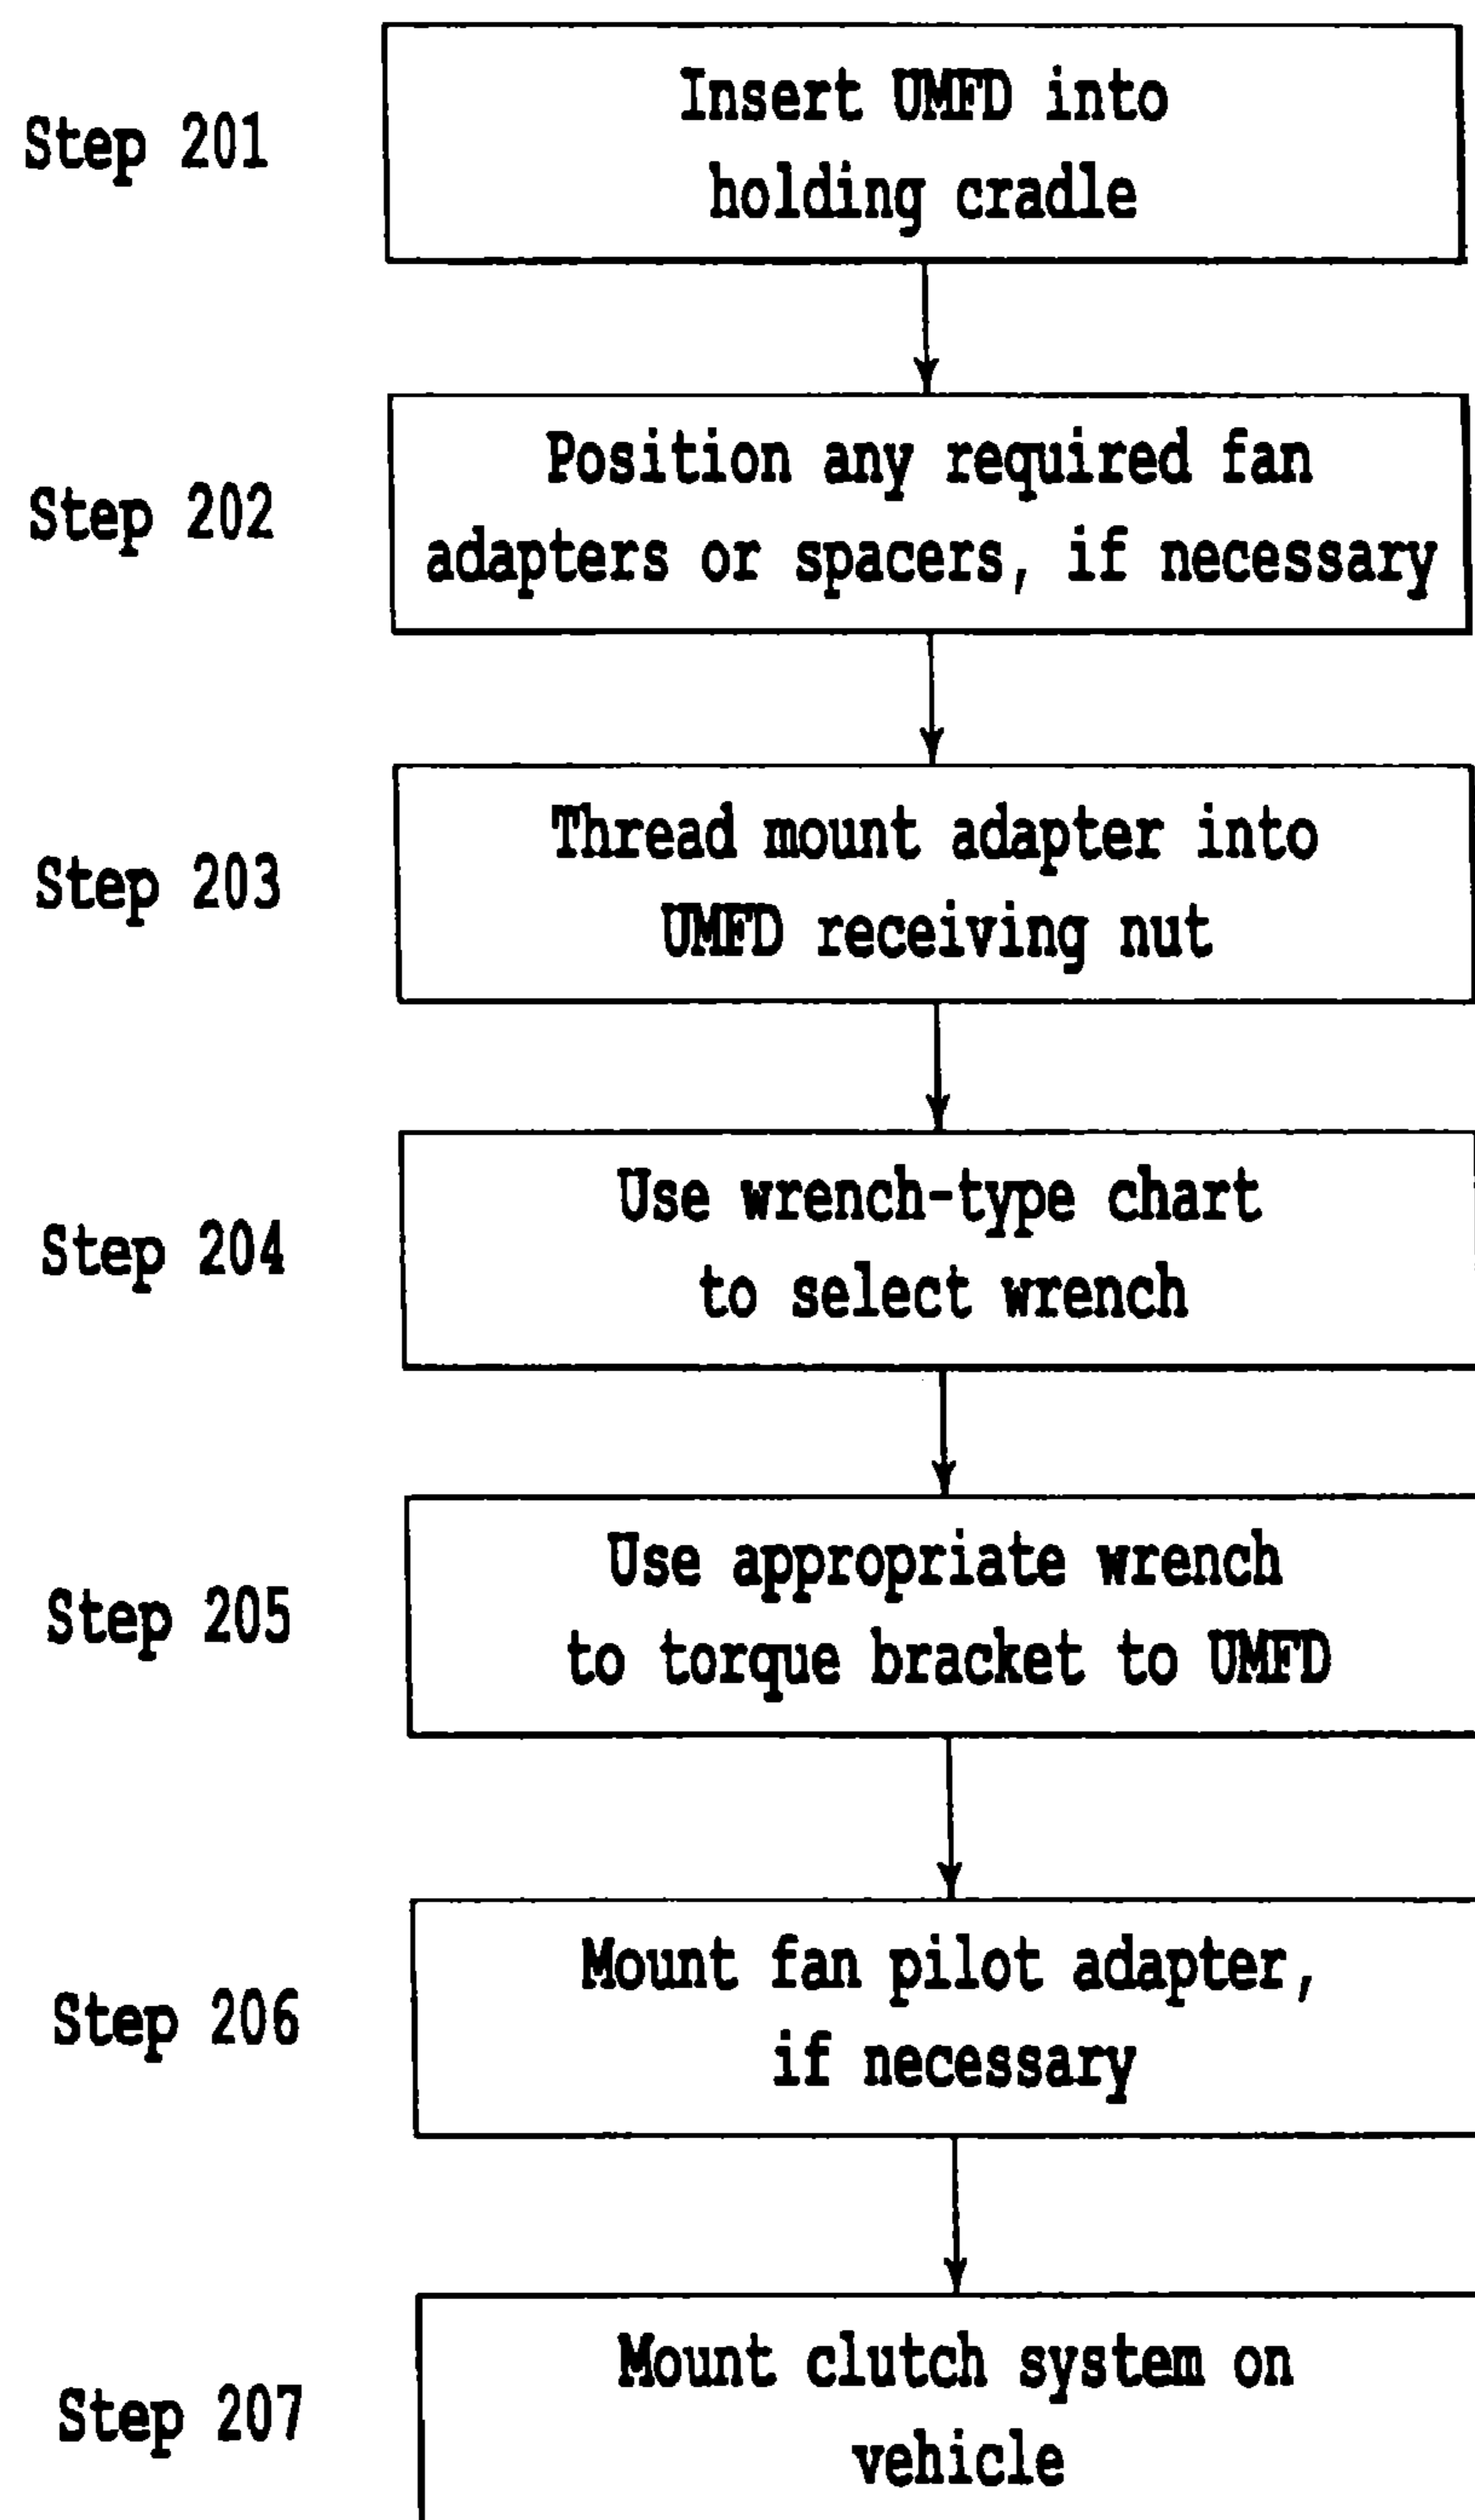 Step 201
Insert UMFD into
holding cradle
Step 202
Position any required fan
adapters or spacers, if necessary
Step 203
Thread mount adapter into
UMFD receiving nut
Step 204
Use wrench-type chart
to select wrench
Step 205
Use appropriate wrench
to torque bracket to UMFD
Step 206
Mount fan pilot adapter,
if necessary
Step 207
Mount clutch system on
vehicle